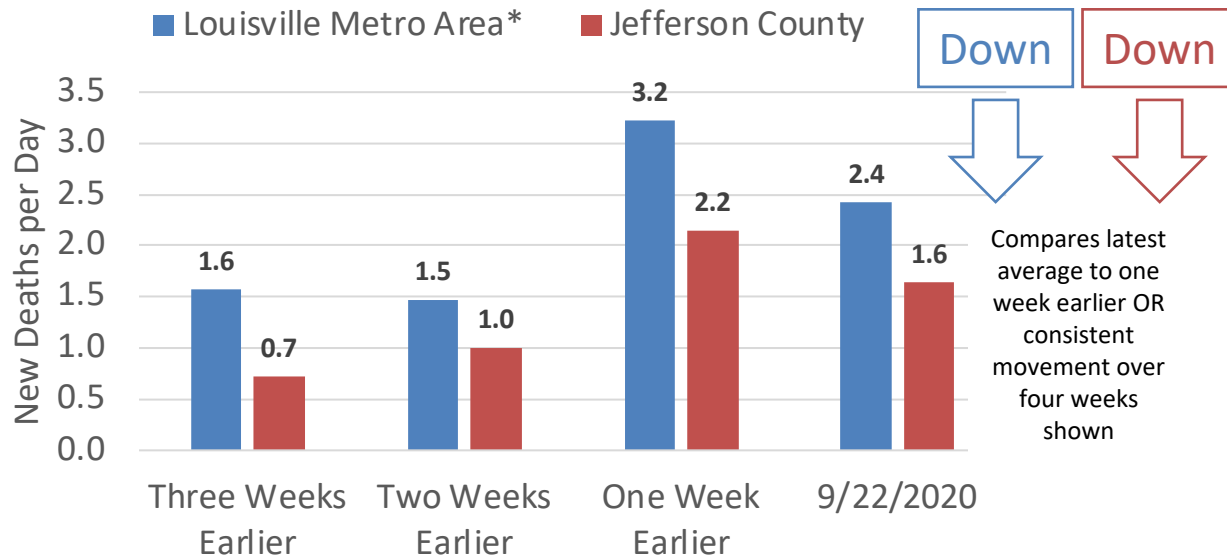 Louisville Metro Area* Jefferson County
Down Down
New Deaths per Day
3.5
3.0
2.5
2.0
1.5
1.0
0.5
0.0
1.6
0.7
1.5
1.0
3.2
2.2
2.4
1.6
Three Weeks
Earlier
Two Weeks
Earlier
One Week
Earlier
9/22/2020
Compares latest
average to one
week earlier OR
consistent
movement over
four weeks
shown